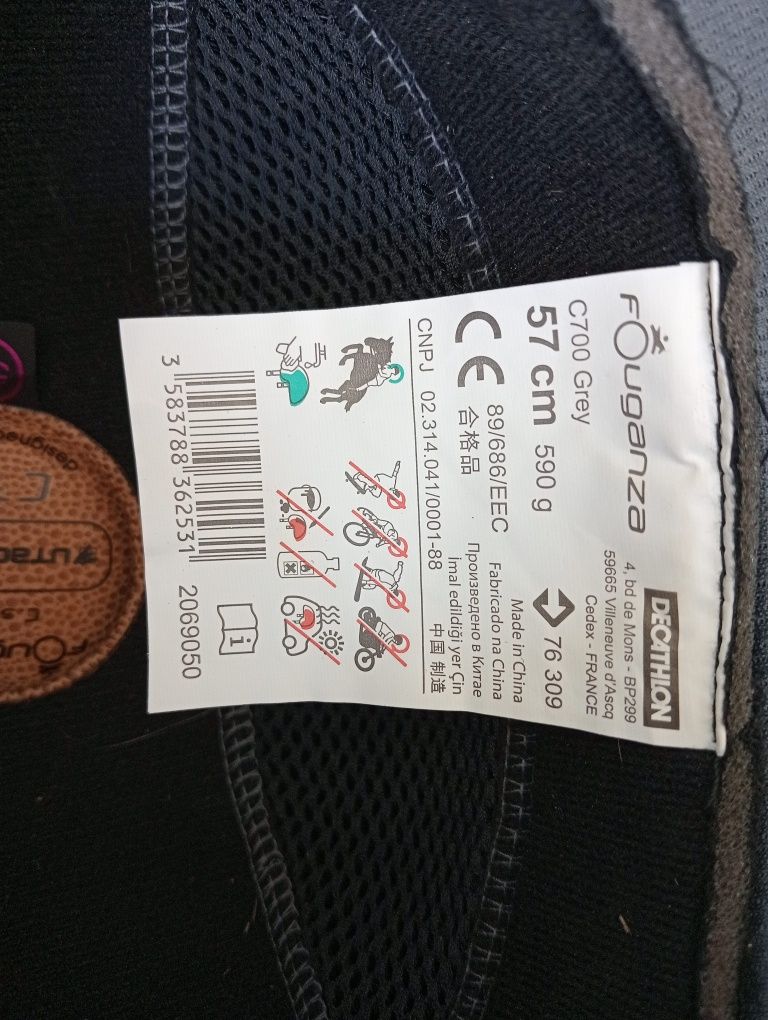 FOuganza
C700 Grey
57 cm 590 g
CE 89/686/EEC
合格品
CNPJ 02.314.041/0001-88
DECATHLON
4, bd de Mons - BP299
59665 Villeneuve d'Ascq
Cedex - FRANCE
76 309
Made in China
Fabricado na China
Произведено в Китае
İmal edildiği yer Çin
中国 制造
i
3 583788 362531
2069050